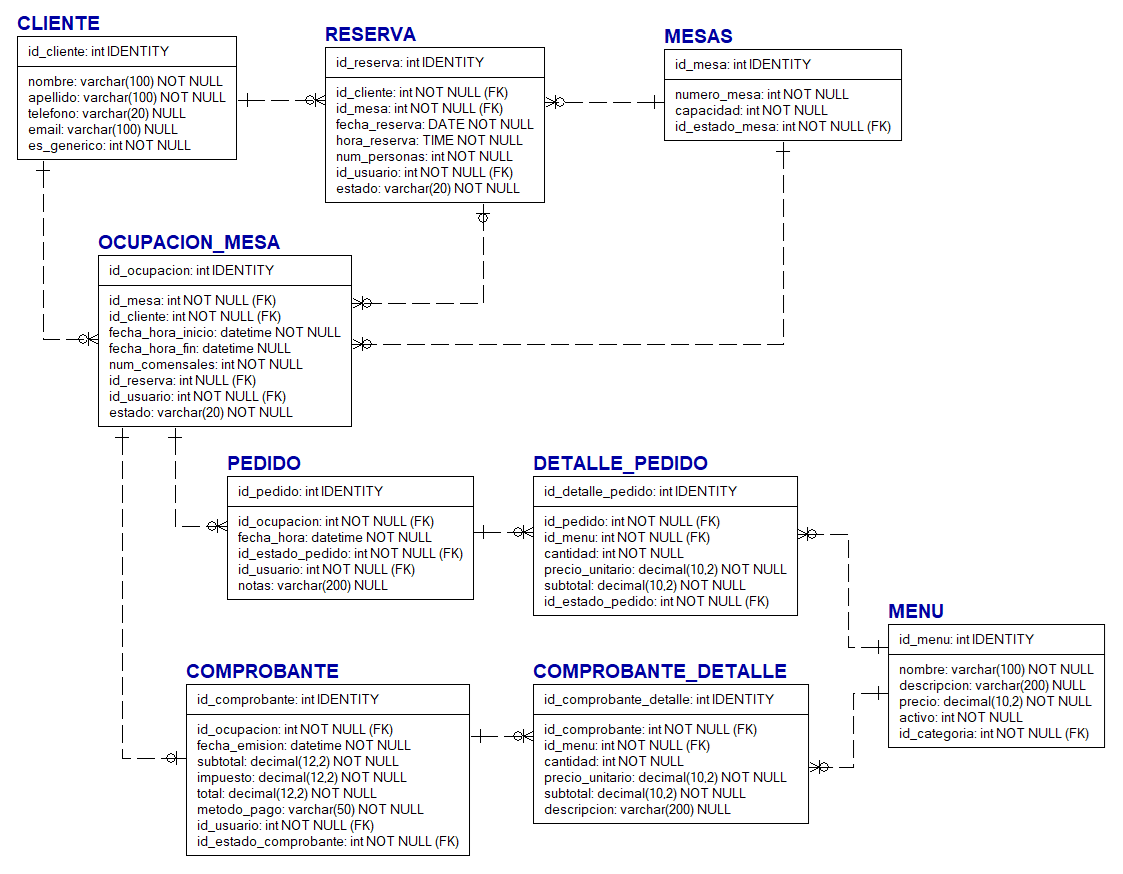 CLIENTE
id_cliente: int IDENTITY
nombre: varchar(100) NOT NULL
apellido: varchar(100) NOT NULL
telefono: varchar(20) NULL
email: varchar(100) NULL
es_generico: int NOT NULL
RESERVA
id_reserva: int IDENTITY
id_cliente: int NOT NULL (FK)
id_mesa: int NOT NULL (FK)
fecha_reserva: DATE NOT NULL
hora_reserva: TIME NOT NULL
num_personas: int NOT NULL
id_usuario: int NOT NULL (FK)
estado: varchar(20) NOT NULL
MESAS
id_mesa: int IDENTITY
numero_mesa: int NOT NULL
capacidad: int NOT NULL
id_estado_mesa: int NOT NULL (FK)
OCUPACION_MESA
id_ocupacion: int IDENTITY
id_mesa: int NOT NULL (FK)
id_cliente: int NOT NULL (FK)
fecha_hora_inicio: datetime NOT NULL
fecha_hora_fin: datetime NULL
num_comensales: int NOT NULL
id_reserva: int NULL (FK)
id_usuario: int NOT NULL (FK)
estado: varchar(20) NOT NULL
PEDIDO
id_pedido: int IDENTITY
id_ocupacion: int NOT NULL (FK)
fecha_hora: datetime NOT NULL
id_estado_pedido: int NOT NULL (FK)
id_usuario: int NOT NULL (FK)
notas: varchar(200) NULL
DETALLE_PEDIDO
id_detalle_pedido: int IDENTITY
id_pedido: int NOT NULL (FK)
id_menu: int NOT NULL (FK)
cantidad: int NOT NULL
precio_unitario: decimal(10,2) NOT NULL
subtotal: decimal(10,2) NOT NULL
id_estado_pedido: int NOT NULL (FK)
MENU
id_menu: int IDENTITY
nombre: varchar(100) NOT NULL
descripcion: varchar(200) NULL
precio: decimal(10,2) NOT NULL
activo: int NOT NULL
id_categoria: int NOT NULL (FK)
COMPROBANTE
id_comprobante: int IDENTITY
id_ocupacion: int NOT NULL (FK)
fecha_emision: datetime NOT NULL
subtotal: decimal(12,2) NOT NULL
impuesto: decimal(12,2) NOT NULL
total: decimal(12,2) NOT NULL
metodo_pago: varchar(50) NOT NULL
id_usuario: int NOT NULL (FK)
id_estado_comprobante: int NOT NULL (FK)
COMPROBANTE_DETALLE
id_comprobante_detalle: int IDENTITY
id_comprobante: int NOT NULL (FK)
id_menu: int NOT NULL (FK)
cantidad: int NOT NULL
precio_unitario: decimal(10,2) NOT NULL
subtotal: decimal(10,2) NOT NULL
descripcion: varchar(200) NULL